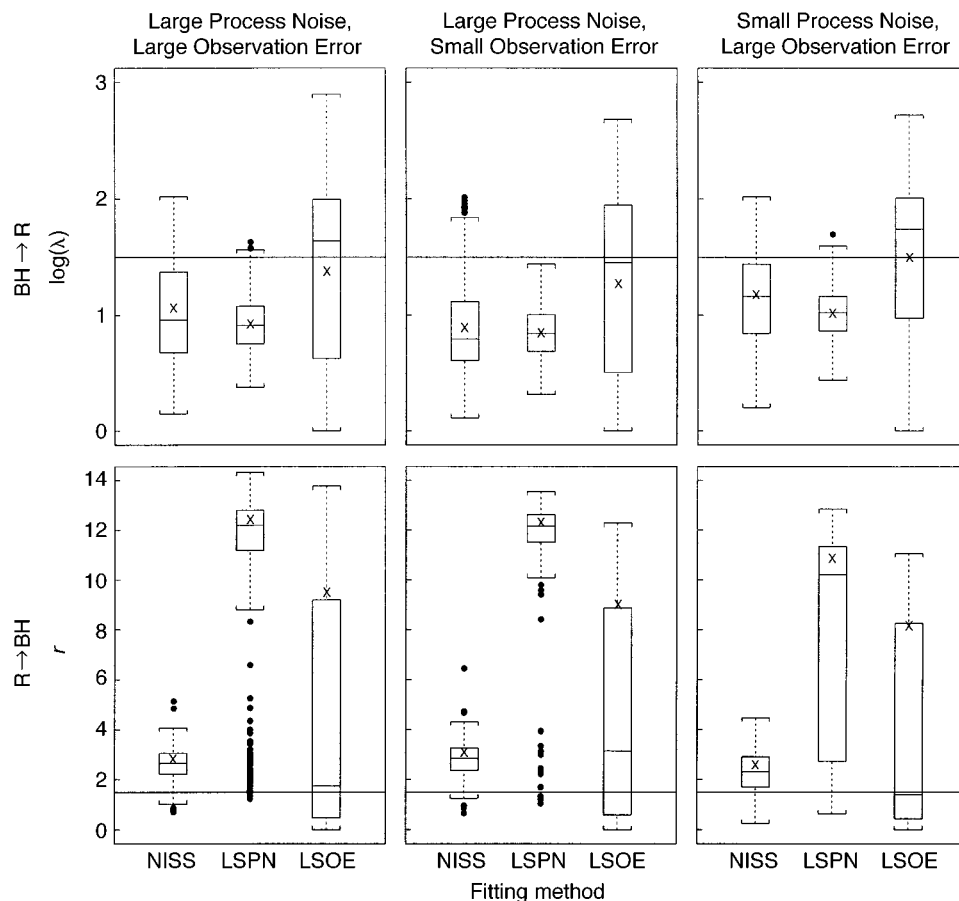 Large Process Noise,
Large Observation Error
Large Process Noise,
Small Observation Error
Small Process Noise,
Large Observation Error
BH → R
log(λ)
3
2
1
0
R → BH
r
14
12
10
8
6
4
2
0
NISS LSPN LSOE
NISS LSPN LSOE
NISS LSPN LSOE
Fitting method